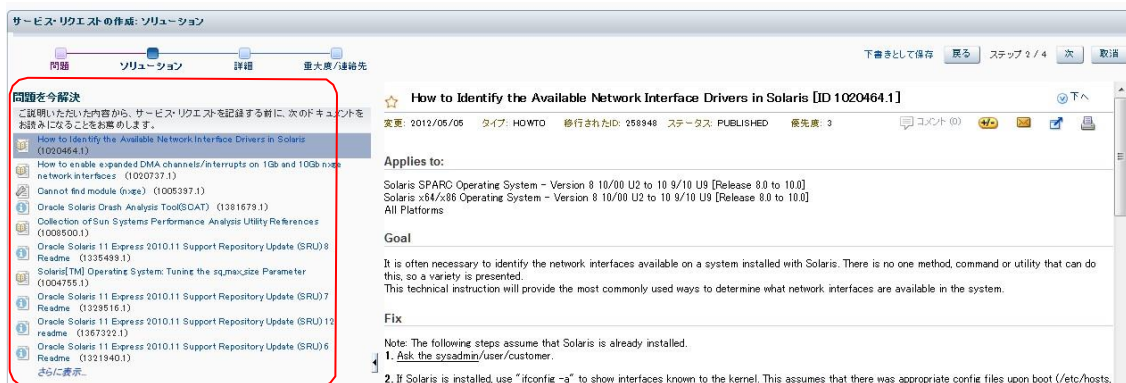 サービス・リクエストの作成: ソリューション
問題 ソリューション 詳細 重大度/連絡先
下書きとして保存 戻る ステップ 2 / 4 次 取消
問題を今解決
ご説明いただいた内容から、サービス・リクエストを記録する前に、次のドキュメントを
お読みになることをお薦めします。
How to Identify the Available Network Interface Drivers in Solaris
(1020464.1)
How to enable expanded DMA channels/interrupts on 1Gb and 10Gb nxge
network interfaces (1020737.1)
Cannot find module (nxge) (1005397.1)
Oracle Solaris Crash Analysis Tool(SCAT) (1381679.1)
Collection of Sun Systems Performance Analysis Utility References
(1008500.1)
Oracle Solaris 11 Express 2010.11 Support Repository Update (SRU) 8
Readme (1335499.1)
Solaris[TM] Operating System: Tuning the sq_max_size Parameter
(1004755.1)
Oracle Solaris 11 Express 2010.11 Support Repository Update (SRU) 7
Readme (1329516.1)
Oracle Solaris 11 Express 2010.11 Support Repository Update (SRU) 12
readme (1367322.1)
Oracle Solaris 11 Express 2010.11 Support Repository Update (SRU) 6
Readme (1321940.1)
さらに表示...
How to Identify the Available Network Interface Drivers in Solaris [ID 1020464.1]
下へ
変更: 2012/05/05 タイプ: HOWTO 移行されたID: 258948 ステータス: PUBLISHED 優先度: 3 コメント (0)
Applies to:
Solaris SPARC Operating System - Version 8 10/00 U2 to 10 9/10 U9 [Release 8.0 to 10.0]
Solaris x64/x86 Operating System - Version 8 10/00 U2 to 10 9/10 U9 [Release 8.0 to 10.0]
All Platforms
Goal
It is often necessary to identify the network interfaces available on a system installed with Solaris. There is no one method, command or utility that can do
this, so a variety is presented.
This technical instruction will provide the most commonly used ways to determine what network interfaces are available in the system.
Fix
Note: The following steps assume that Solaris is already installed.
1. Ask the sysadmin/user/customer.
2. If Solaris is installed, use "ifconfig -a" to show interfaces known to the kernel. This assumes that there was appropriate config files upon boot (/etc/hosts,